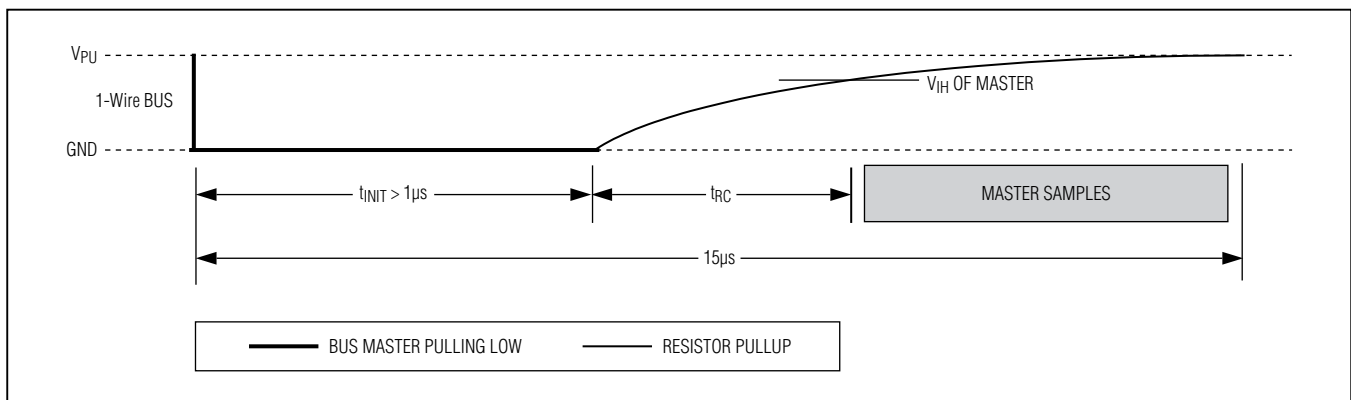 VPU
1-Wire BUS
VIH OF MASTER
GND
tINIT > 1µs
tRC
MASTER SAMPLES
15µs
BUS MASTER PULLING LOW
RESISTOR PULLUP